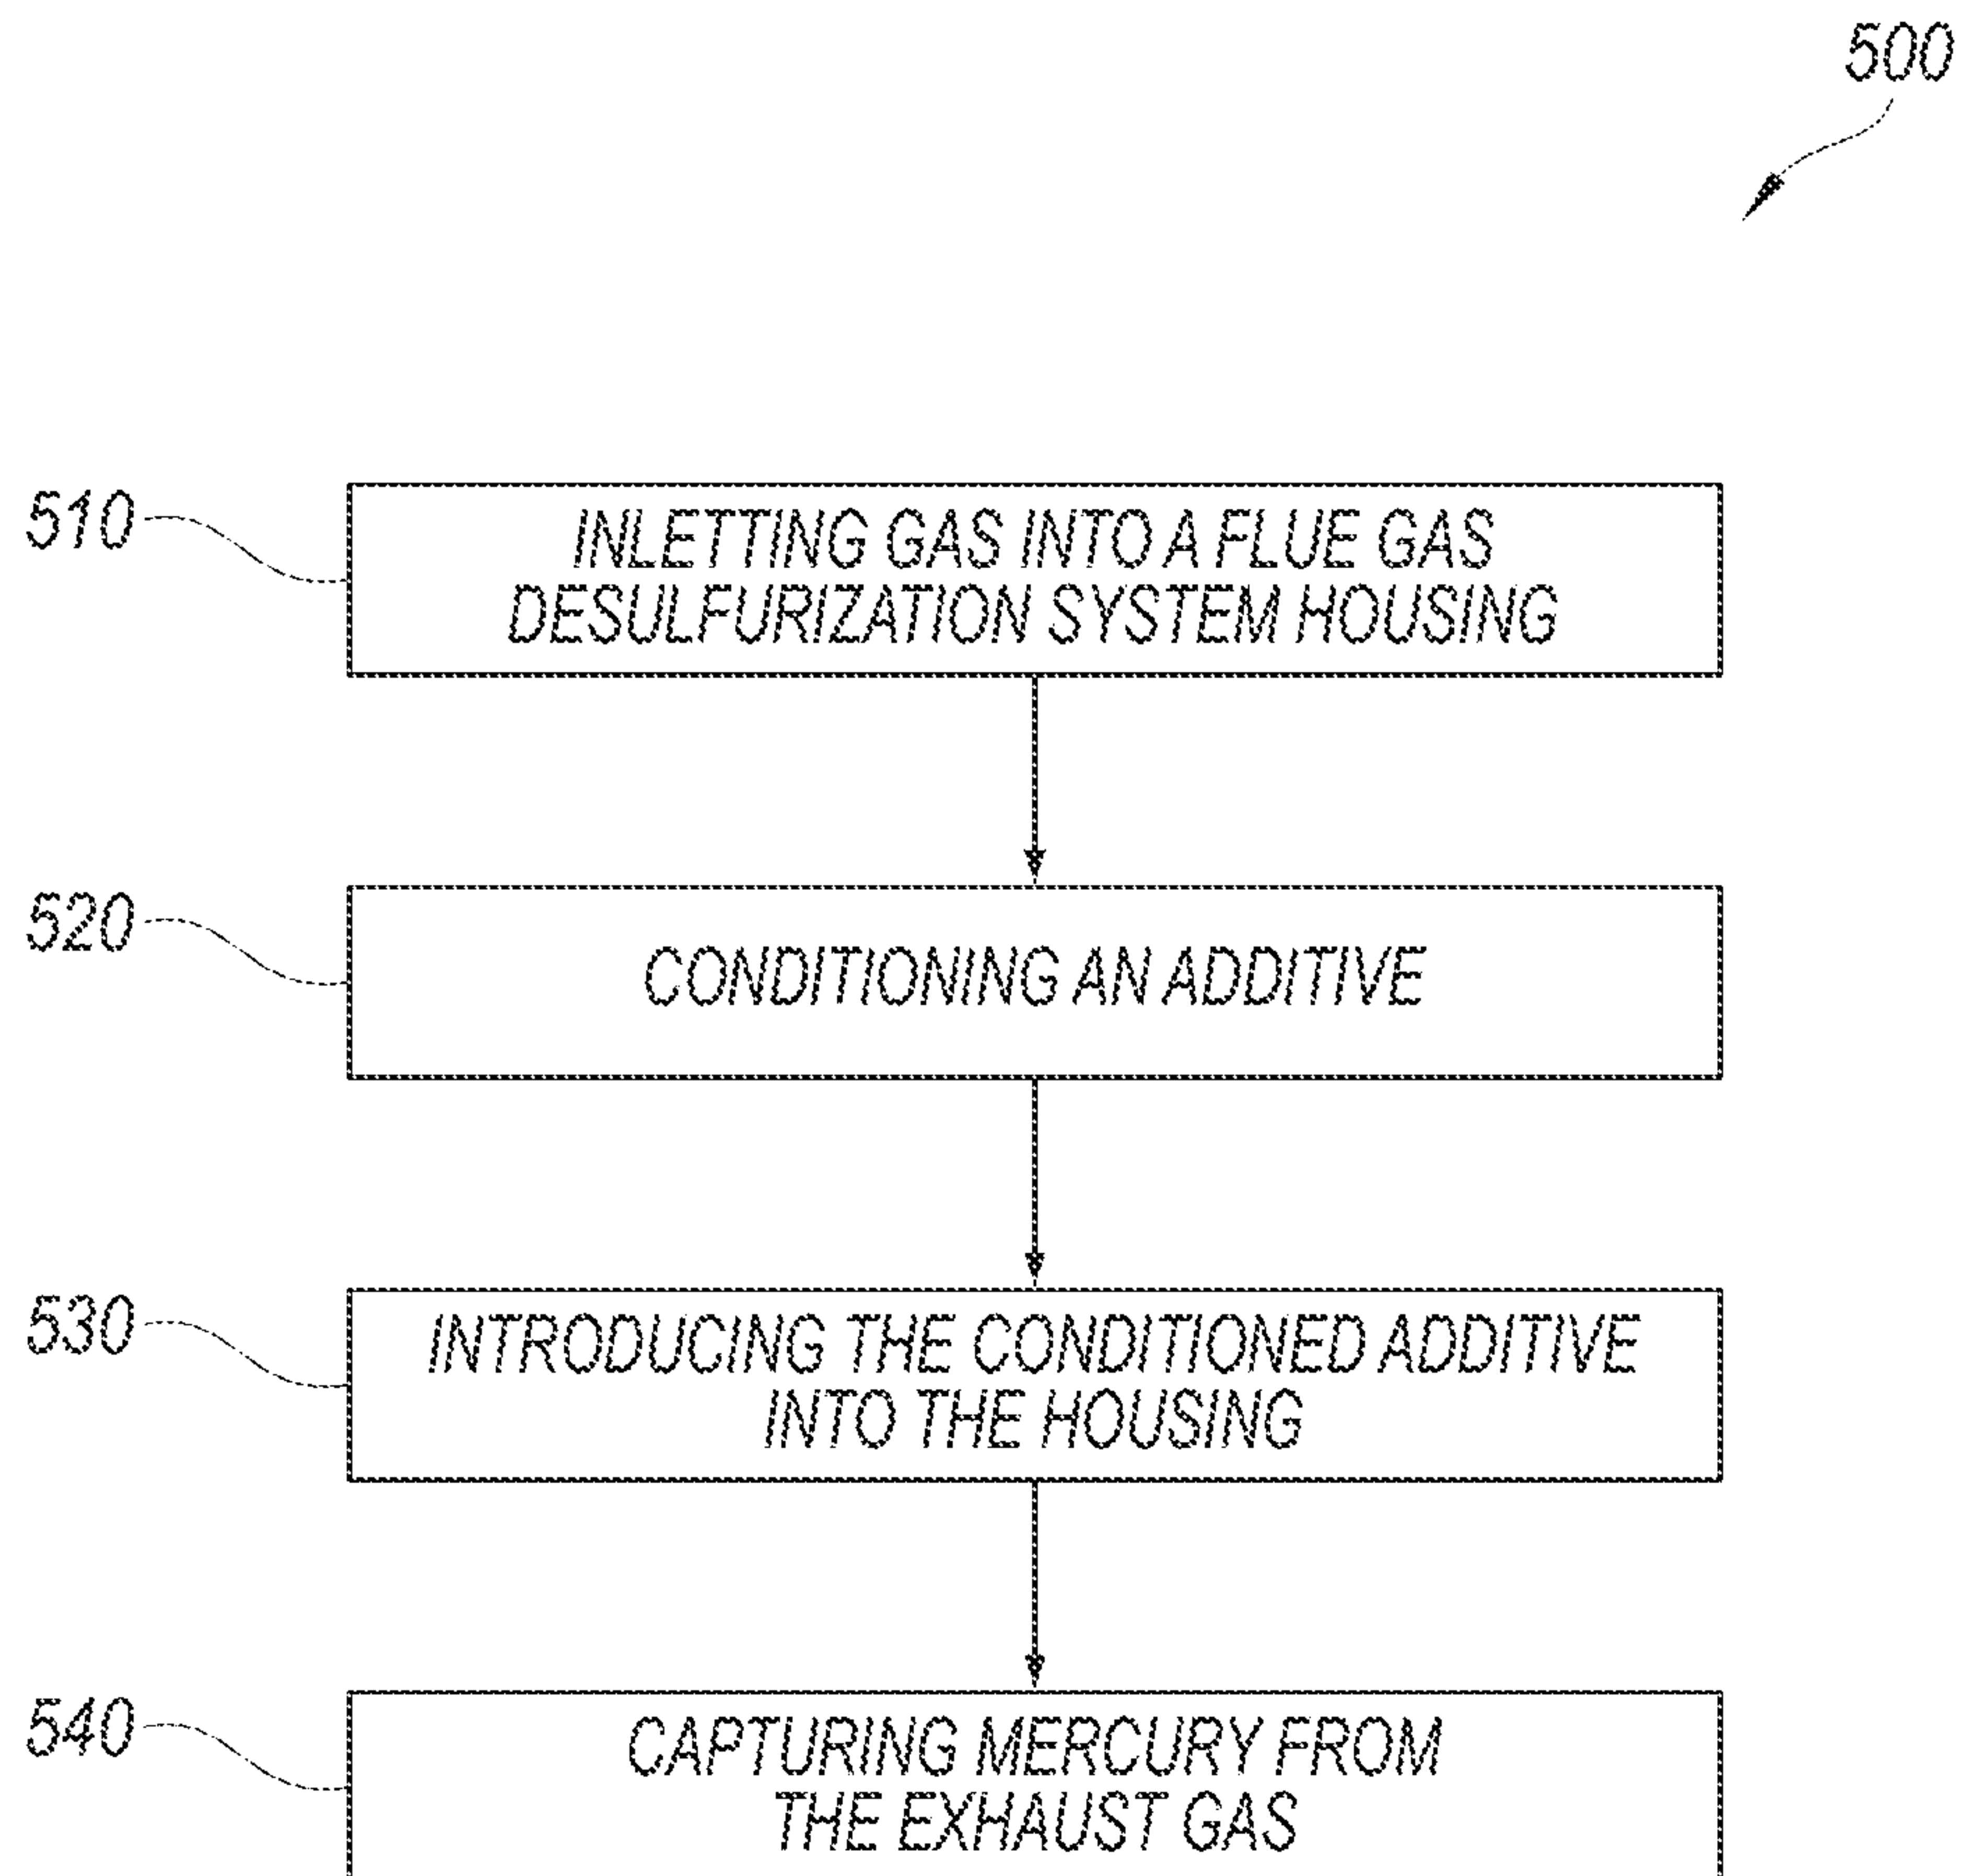 500
510
INLETTING GAS INTO A FLUE GAS
DESULFURIZATION SYSTEM HOUSING
520
CONDITIONING AN ADDITIVE
530
INTRODUCING THE CONDITIONED ADDITIVE
INTO THE HOUSING
540
CAPTURING MERCURY FROM
THE EXHAUST GAS